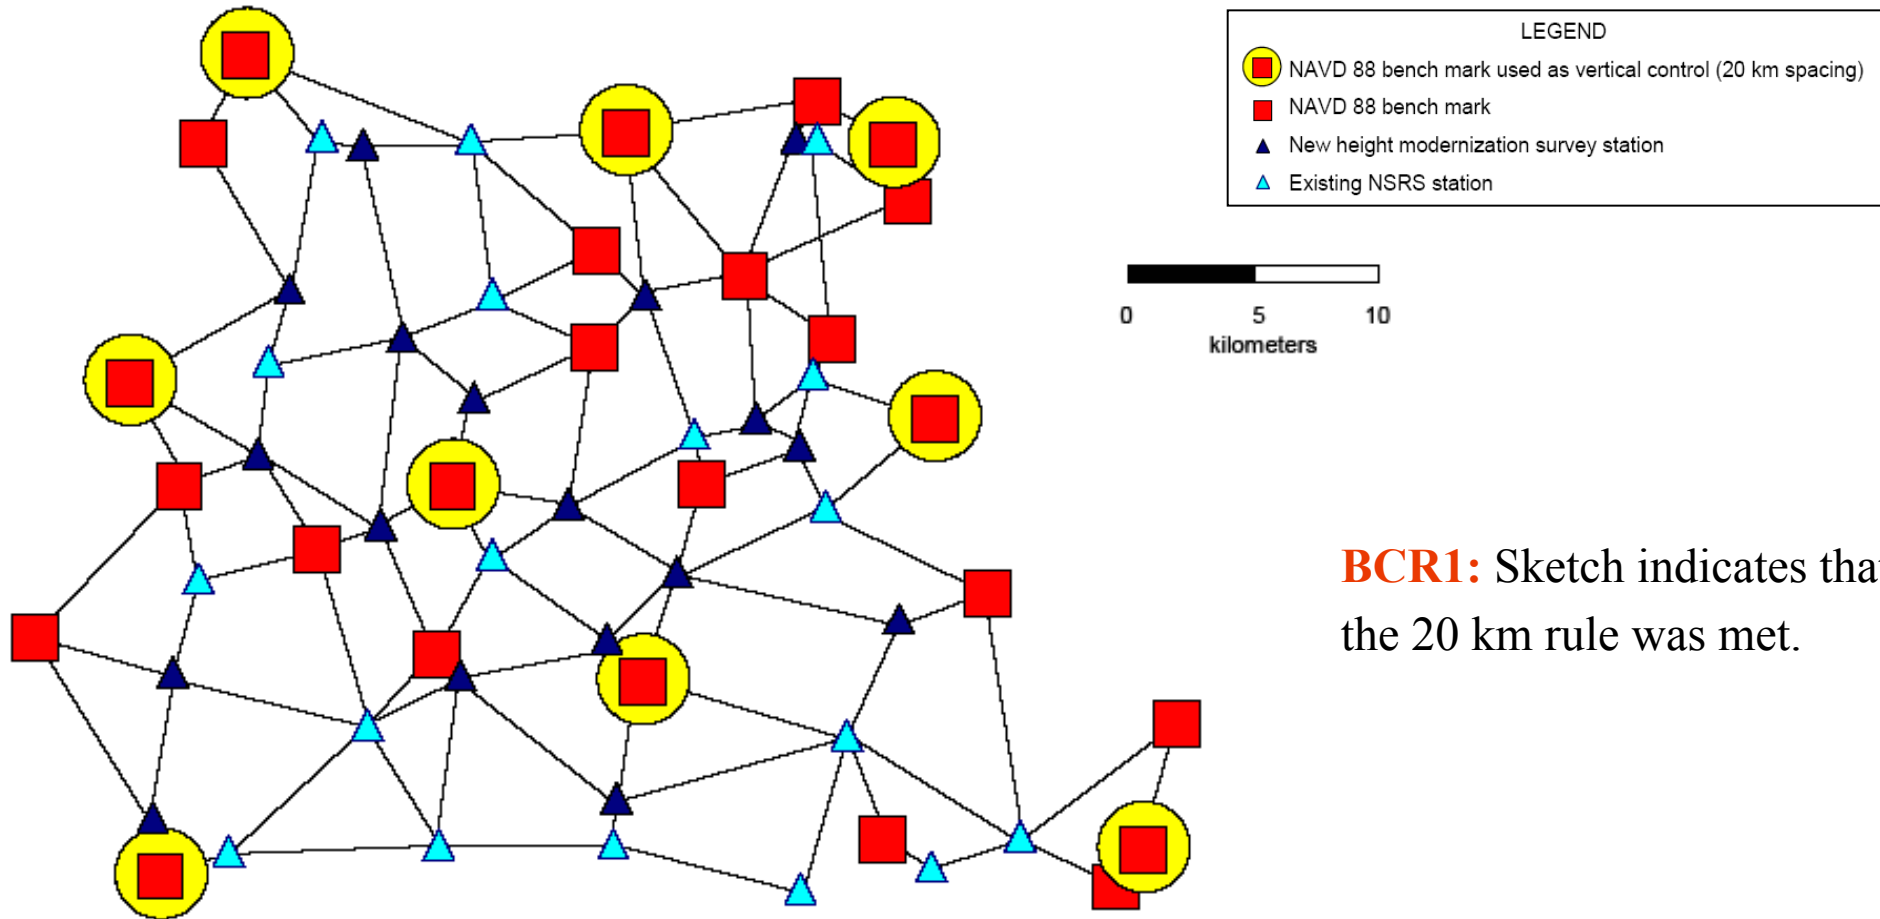 LEGEND
NAVD 88 bench mark used as vertical control (20 km spacing)
NAVD 88 bench mark
New height modernization survey station
Existing NSRS station
0 5 10
kilometers
BCR1: Sketch indicates that
the 20 km rule was met.